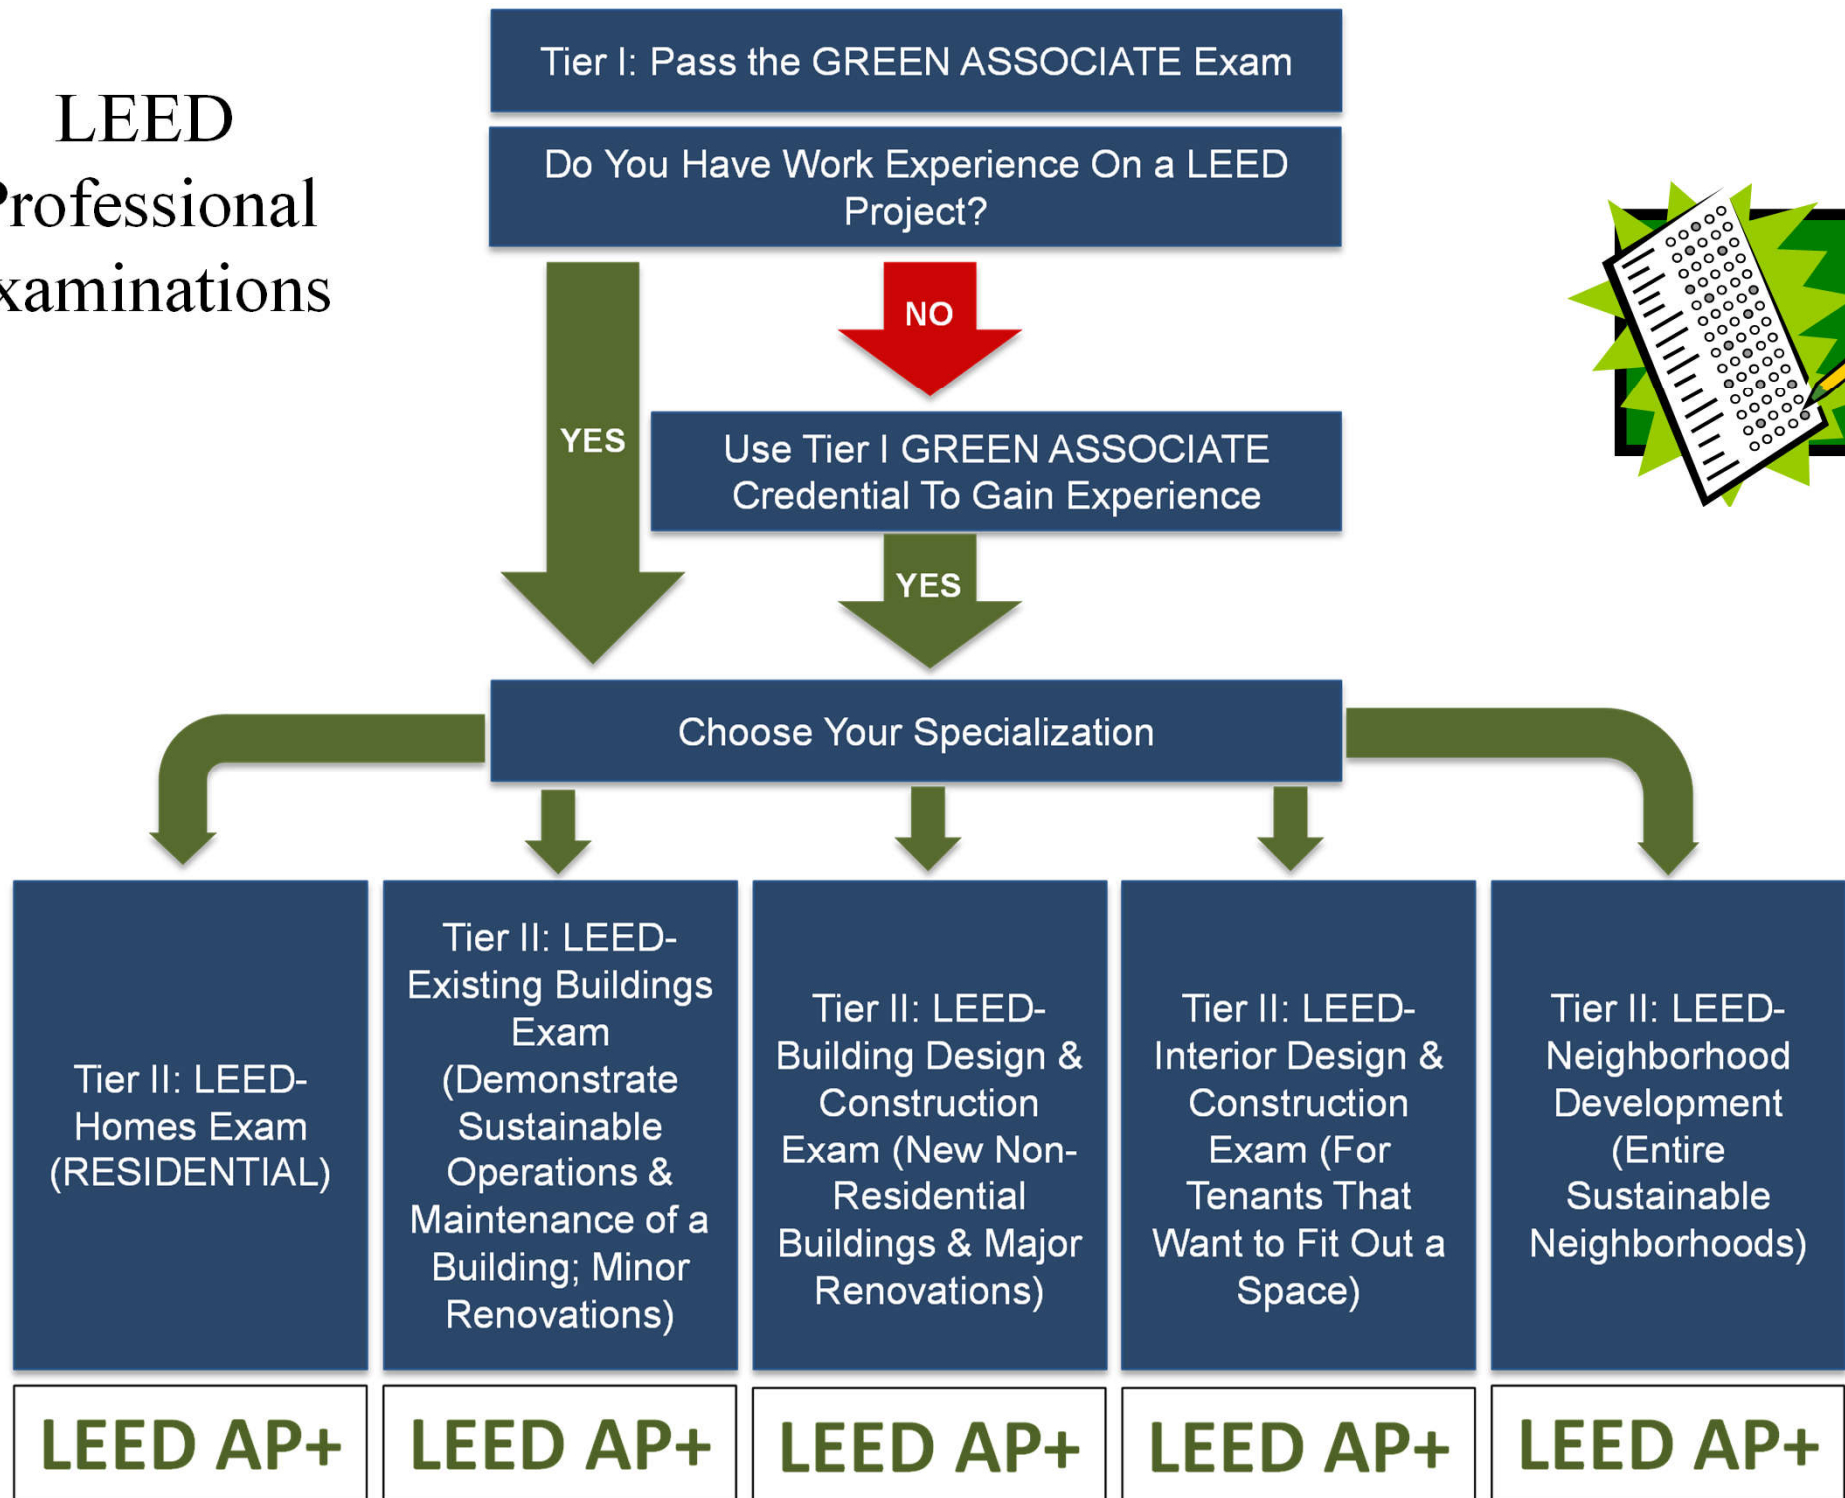 LEED
Professional
Examinations
Tier I: Pass the GREEN ASSOCIATE Exam
Do You Have Work Experience On a LEED
Project?
NO
YES
Use Tier I GREEN ASSOCIATE
Credential To Gain Experience
YES
Choose Your Specialization
Tier II: LEED-
Homes Exam
(RESIDENTIAL)
Tier II: LEED-
Existing Buildings
Exam
(Demonstrate
Sustainable
Operations &
Maintenance of a
Building; Minor
Renovations)
Tier II: LEED-
Building Design &
Construction
Exam (New Non-
Residential
Buildings & Major
Renovations)
Tier II: LEED-
Interior Design &
Construction
Exam (For
Tenants That
Want to Fit Out a
Space)
Tier II: LEED-
Neighborhood
Development
(Entire
Sustainable
Neighborhoods)
LEED AP+
LEED AP+
LEED AP+
LEED AP+
LEED AP+